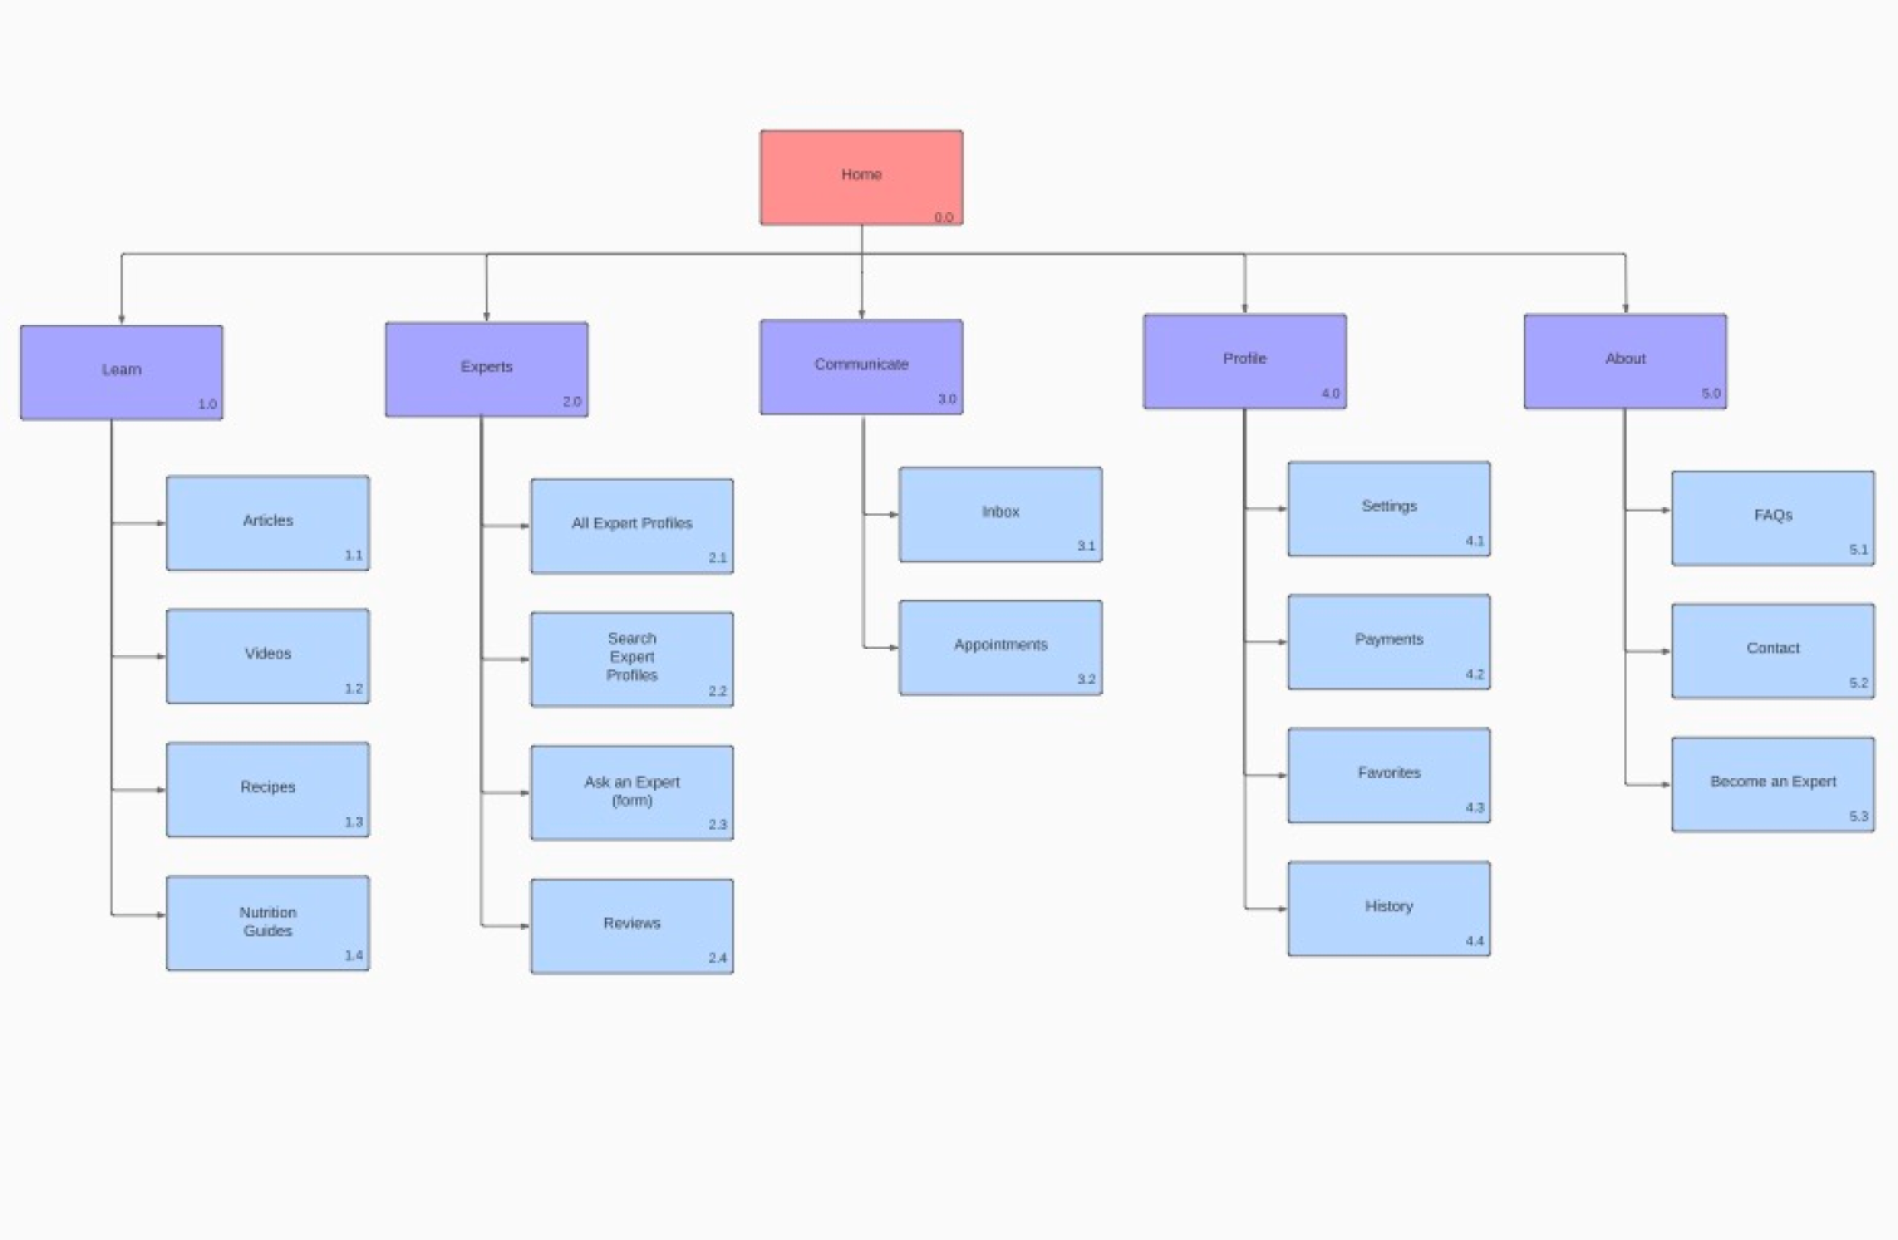 Home
0.0
Learn
1.0
Experts
2.0
Communicate
3.0
Profile
4.0
About
5.0
Articles
1.1
Videos
1.2
Recipes
1.3
Nutrition
Guides
1.4
All Expert Profiles
2.1
Search
Expert
Profiles
2.2
Ask an Expert
(form)
2.3
Reviews
2.4
Inbox
3.1
Appointments
3.2
Settings
4.1
Payments
4.2
Favorites
4.3
History
4.4
FAQs
5.1
Contact
5.2
Become an Expert
5.3